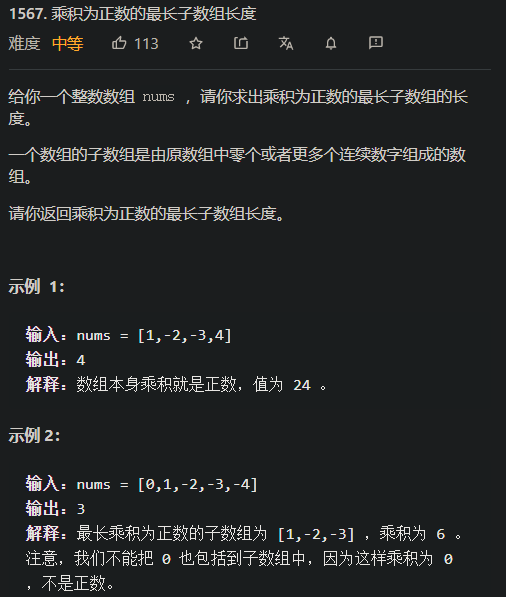 1567. 乘积为正数的最长子数组长度
难度 中等 113
给你一个整数数组 nums ，请你求出乘积为正数的最长子数组的长
度。
一个数组的子数组是由原数组中零个或者更多个连续数字组成的数
组。
请你返回乘积为正数的最长子数组长度。
示例 1：
输入：nums = [1,-2,-3,4]
输出：4
解释：数组本身乘积就是正数，值为 24 。
示例 2：
输入：nums = [0,1,-2,-3,-4]
输出：3
解释：最长乘积为正数的子数组为 [1,-2,-3] ，乘积为 6 。
注意，我们不能把 0 也包括到子数组中，因为这样乘积为 0
，不是正数。